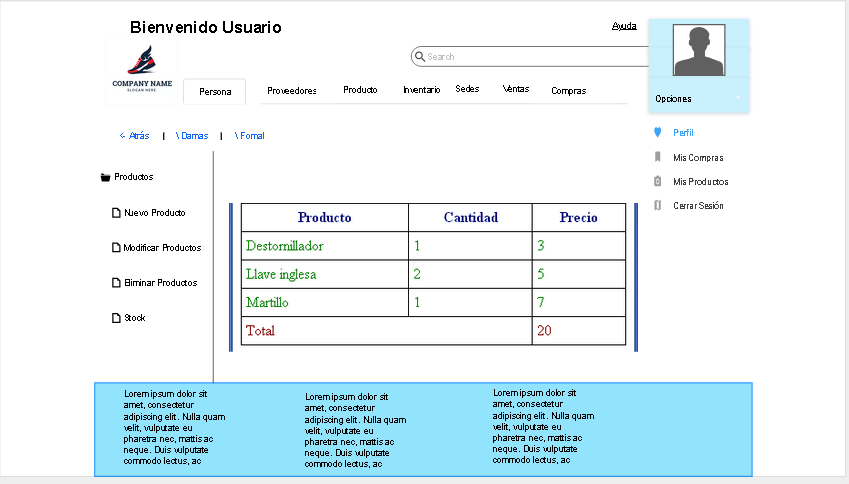 Bienvenido Usuario
Ayuda
COMPANY NAME
SLOGAN HERE
Search
Persona
Proveedores
Producto
Inventario
Sedes
Ventas
Compras
Opciones
Perfil
Mis Compras
Mis Productos
Cerrar Sesión
< Atrás | \ Damas | \ Fomal
Productos
Nuevo Producto
Modificar Productos
Eliminar Productos
Stock
Producto Cantidad Precio
Destornillador 1 3
Llave inglesa 2 5
Martillo 1 7
Total 20
Lorem ipsum dolor sit
amet, consectetur
adipiscing elit. Nulla quam
velit, vulputate eu
pharetra nec, mattis ac
neque. Duis vulputate
commodo lectus, ac
Lorem ipsum dolor sit
amet, consectetur
adipiscing elit. Nulla quam
velit, vulputate eu
pharetra nec, mattis ac
neque. Duis vulputate
commodo lectus, ac
Lorem ipsum dolor sit
amet, consectetur
adipiscing elit. Nulla quam
velit, vulputate eu
pharetra nec, mattis ac
neque. Duis vulputate
commodo lectus, ac